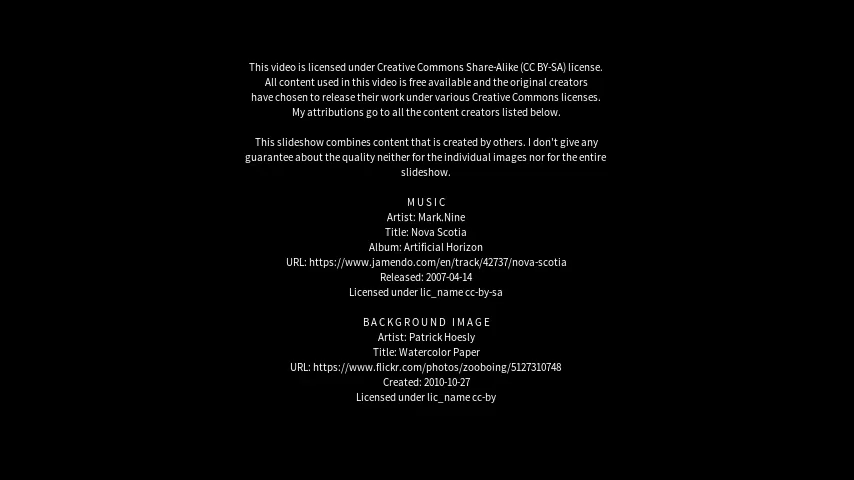 This video is licensed under Creative Commons Share-Alike (CC BY-SA) license.
All content used in this video is free available and the original creators
have chosen to release their work under various Creative Commons licenses.
My attributions go to all the content creators listed below.
This slideshow combines content that is created by others. I don't give any
guarantee about the quality neither for the individual images nor for the entire
slideshow.
MUSIC
Artist: Mark.Nine
Title: Nova Scotia
Album: Artificial Horizon
URL: https://www.jamendo.com/en/track/42737/nova-scotia
Released: 2007-04-14
Licensed under lic_name cc-by-sa
BACKGROUND IMAGE
Artist: Patrick Hoesly
Title: Watercolor Paper
URL: https://www.flickr.com/photos/zooboing/5127310748
Created: 2010-10-27
Licensed under lic_name cc-by